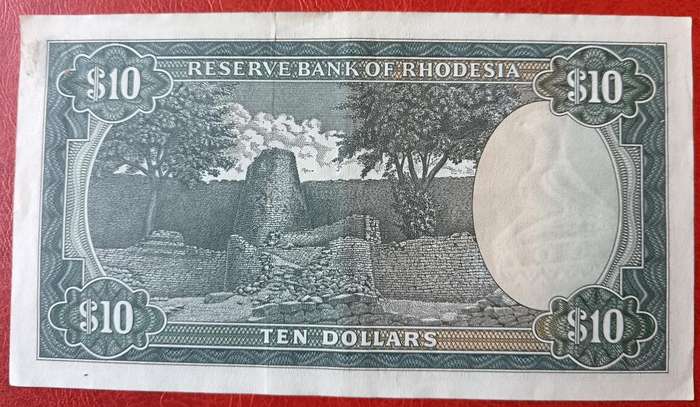 $10 RESERVE BANK OF RHODESIA $10
$10 TEN DOLLARS $10